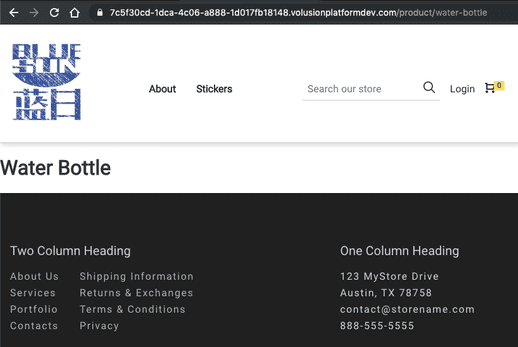 7c5f30cd-1dca-4c06-a888-1d017fb18148.volusionplatformdev.com/product/water-bottle
BLUE
SUN
蓝日
About Stickers Search our store Login 0
Water Bottle
Two Column Heading One Column Heading
About Us Shipping Information 123 MyStore Drive
Services Returns & Exchanges Austin, TX 78758
Portfolio Terms & Conditions contact@storename.com
Contacts Privacy 888-555-5555